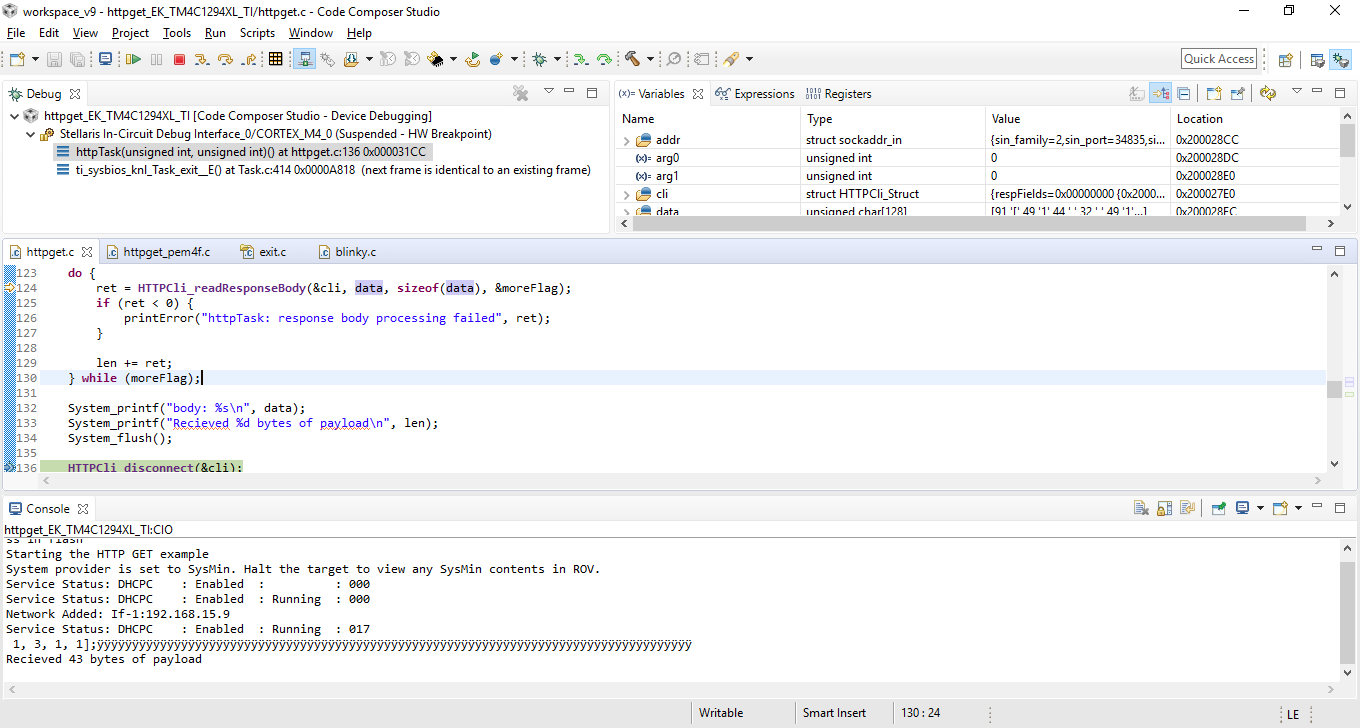 workspace_v9 - httpget_EK_TM4C1294XL_TI/httpget.c - Code Composer Studio
File Edit View Project Tools Run Scripts Window Help
Quick Access
Debug
httpget_EK_TM4C1294XL_TI [Code Composer Studio - Device Debugging]
Stellaris In-Circuit Debug Interface_0/CORTEX_M4_0 (Suspended - HW Breakpoint)
httpTask(unsigned int, unsigned int)() at httpget.c:136 0x000031CC
ti_sysbios_knl_Task_exit__E() at Task.c:414 0x0000A818 (next frame is identical to an existing frame)
(x)= Variables Expressions 1010 0101 Registers
Name Type Value Location
addr struct sockaddr_in {sin_family=2,sin_port=34835,si... 0x200028CC
(x)= arg0 unsigned int 0 0x200028DC
(x)= arg1 unsigned int 0 0x200028E0
cli struct HTTPCli_Struct {respFields=0x00000000 {0x2000... 0x200027E0
data unsigned char[128] [91 '[' 49 '1' 44 ',' 32 ' ' 49 '1'...] 0x200028EC
httpget.c httpget_pem4f.c exit.c blinky.c
123 do {
124 ret = HTTPCli_readResponseBody(&cli, data, sizeof(data), &moreFlag);
125 if (ret < 0) {
126 printError("httpTask: response body processing failed", ret);
127 }
128
129 len += ret;
130 } while (moreFlag);
131
132 System_printf("body: %s\n", data);
133 System_printf("Recieved %d bytes of payload\n", len);
134 System_flush();
135
136 HTTPCli_disconnect(&cli);
Console
httpget_EK_TM4C1294XL_TI:CIO
ss in flash
Starting the HTTP GET example
System provider is set to SysMin. Halt the target to view any SysMin contents in ROV.
Service Status: DHCPC : Enabled : : 000
Service Status: DHCPC : Enabled : Running : 000
Network Added: If-1:192.168.15.9
Service Status: DHCPC : Enabled : Running : 017
1, 3, 1, 1];ÿÿÿÿÿÿÿÿÿÿÿÿÿÿÿÿÿÿÿÿÿÿÿÿÿÿÿÿÿÿÿÿÿÿÿÿÿÿÿÿÿÿÿÿÿÿÿÿÿÿÿÿÿÿÿÿÿÿÿÿÿÿÿÿÿÿÿÿÿÿÿÿÿÿÿÿÿÿÿÿÿÿÿÿÿ
Recieved 43 bytes of payload
Writable Smart Insert 130 : 24 LE